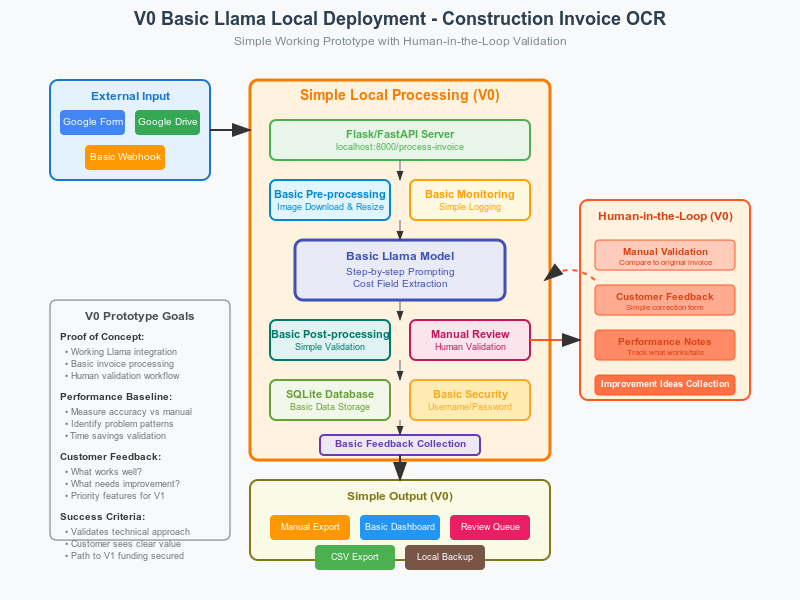 V0 Basic Llama Local Deployment - Construction Invoice OCR
Simple Working Prototype with Human-in-the-Loop Validation
External Input
Google Form
Google Drive
Basic Webhook
Simple Local Processing (V0)
Flask/FastAPI Server
localhost:8000/process-invoice
Basic Pre-processing
Image Download & Resize
Basic Monitoring
Simple Logging
Basic Llama Model
Step-by-step Prompting
Cost Field Extraction
Basic Post-processing
Simple Validation
Manual Review
Human Validation
SQLite Database
Basic Data Storage
Basic Security
Username/Password
Basic Feedback Collection
Human-in-the-Loop (V0)
Manual Validation
Compare to original invoice
Customer Feedback
Simple correction form
Performance Notes
Track what works/fails
Improvement Ideas Collection
V0 Prototype Goals
Proof of Concept:
• Working Llama integration
• Basic invoice processing
• Human validation workflow
Performance Baseline:
• Measure accuracy vs manual
• Identify problem patterns
• Time savings validation
Customer Feedback:
• What works well?
• What needs improvement?
• Priority features for V1
Success Criteria:
• Validates technical approach
• Customer sees clear value
• Path to V1 funding secured
Simple Output (V0)
Manual Export
Basic Dashboard
Review Queue
CSV Export
Local Backup